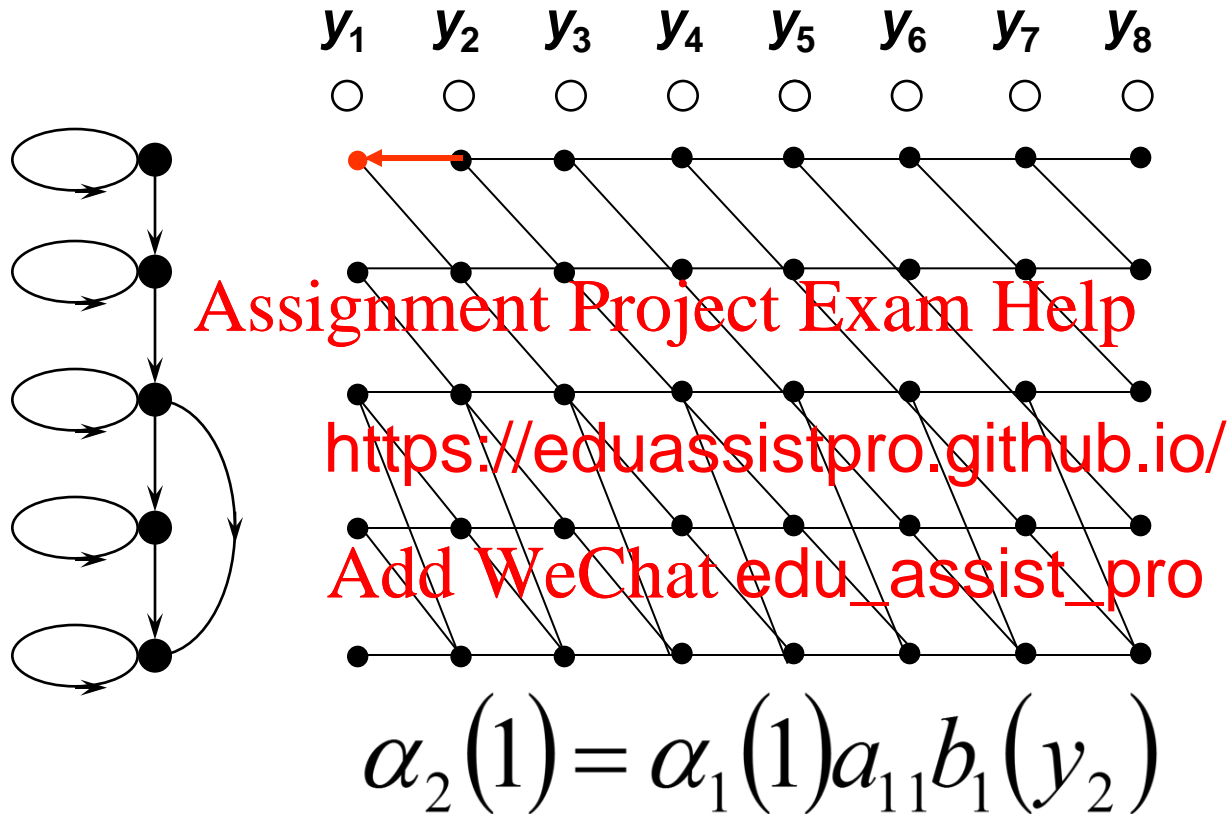 y₁ y₂ y₃ y₄ y₅ y₆ y₇ y₈
Assignment Project Exam Help
https://eduassistpro.github.io/
Add WeChat edu_assist_pro
α₂(1) = α₁(1)a₁₁b₁(y₂)